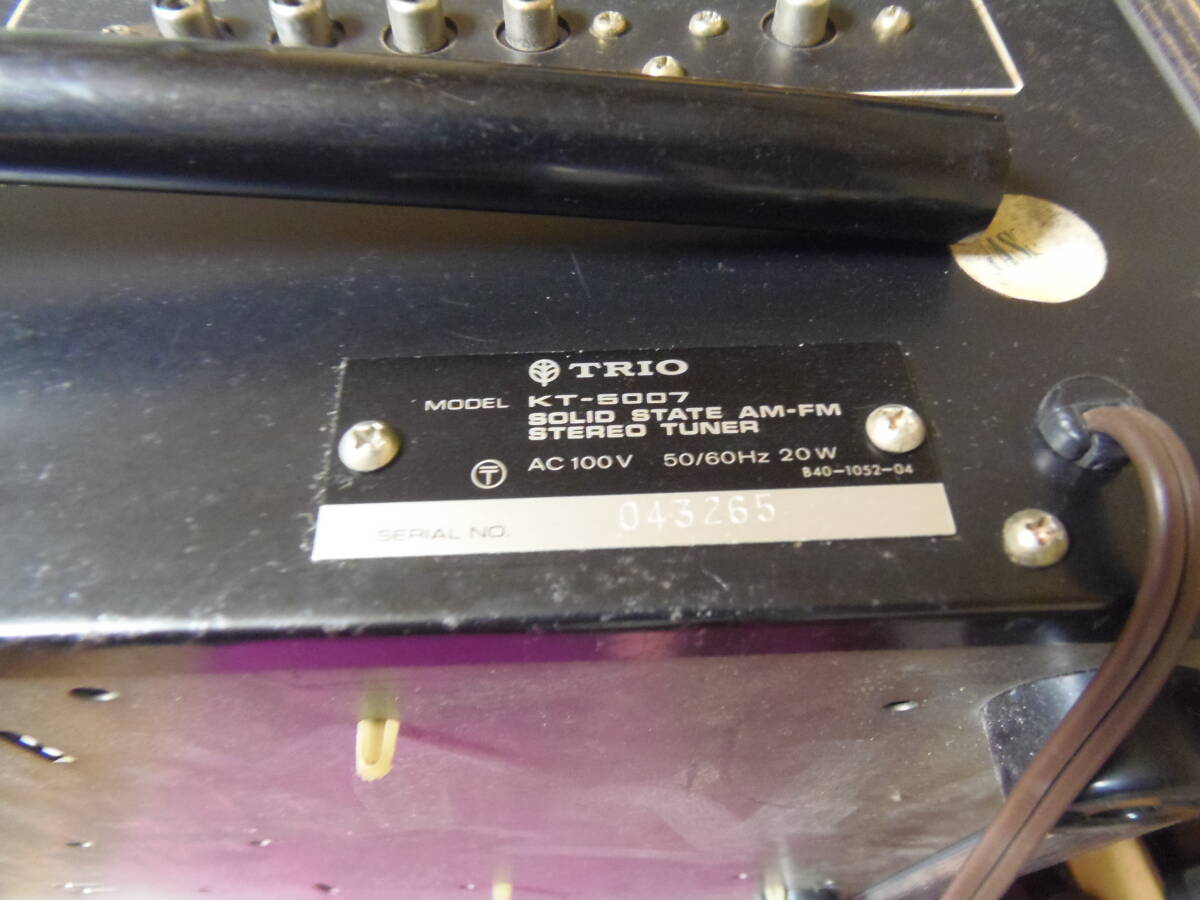 TRIO
MODEL KT-5007
SOLID STATE AM-FM
STEREO TUNER
AC 100V 50/60Hz 20W
B40-1052-04
SERIAL NO. 043265